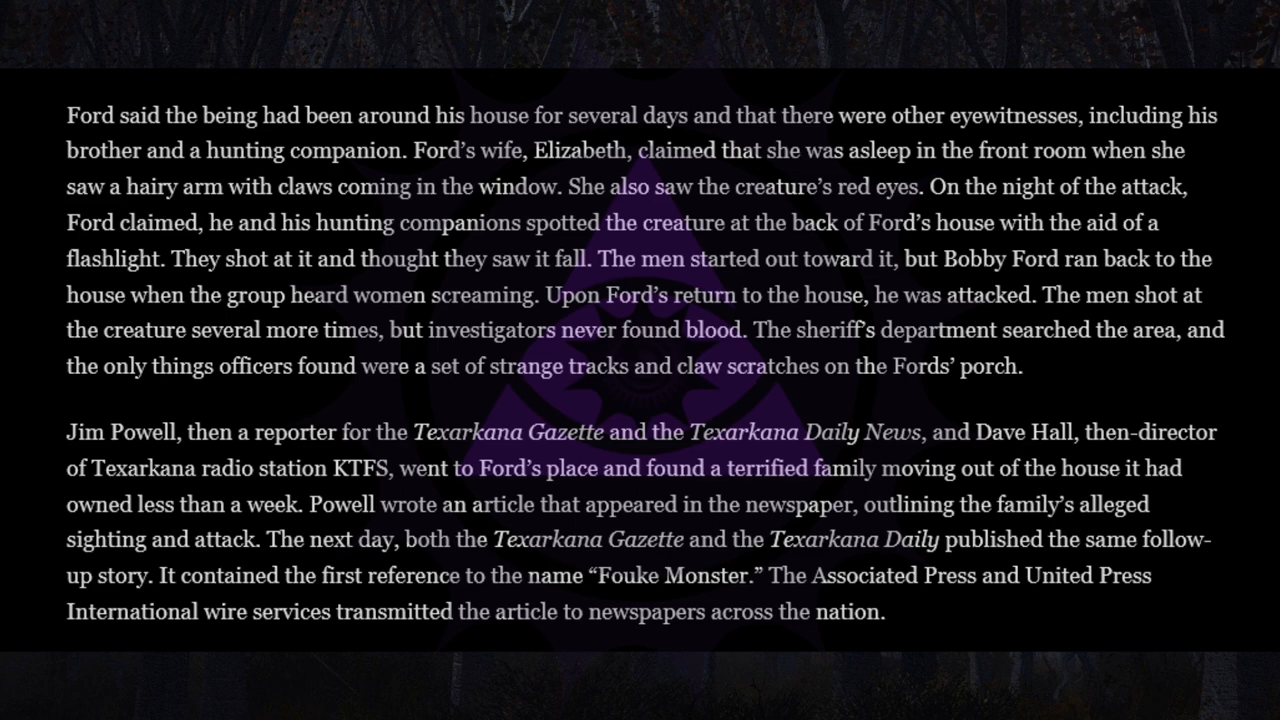 Ford said the being had been around his house for several days and that there were other eyewitnesses, including his
brother and a hunting companion. Ford’s wife, Elizabeth, claimed that she was asleep in the front room when she
saw a hairy arm with claws coming in the window. She also saw the creature’s red eyes. On the night of the attack,
Ford claimed, he and his hunting companions spotted the creature at the back of Ford’s house with the aid of a
flashlight. They shot at it and thought they saw it fall. The men started out toward it, but Bobby Ford ran back to the
house when the group heard women screaming. Upon Ford’s return to the house, he was attacked. The men shot at
the creature several more times, but investigators never found blood. The sheriff’s department searched the area, and
the only things officers found were a set of strange tracks and claw scratches on the Fords’ porch.
Jim Powell, then a reporter for the Texarkana Gazette and the Texarkana Daily News, and Dave Hall, then-director
of Texarkana radio station KTFS, went to Ford’s place and found a terrified family moving out of the house it had
owned less than a week. Powell wrote an article that appeared in the newspaper, outlining the family’s alleged
sighting and attack. The next day, both the Texarkana Gazette and the Texarkana Daily published the same follow-
up story. It contained the first reference to the name “Fouke Monster.” The Associated Press and United Press
International wire services transmitted the article to newspapers across the nation.